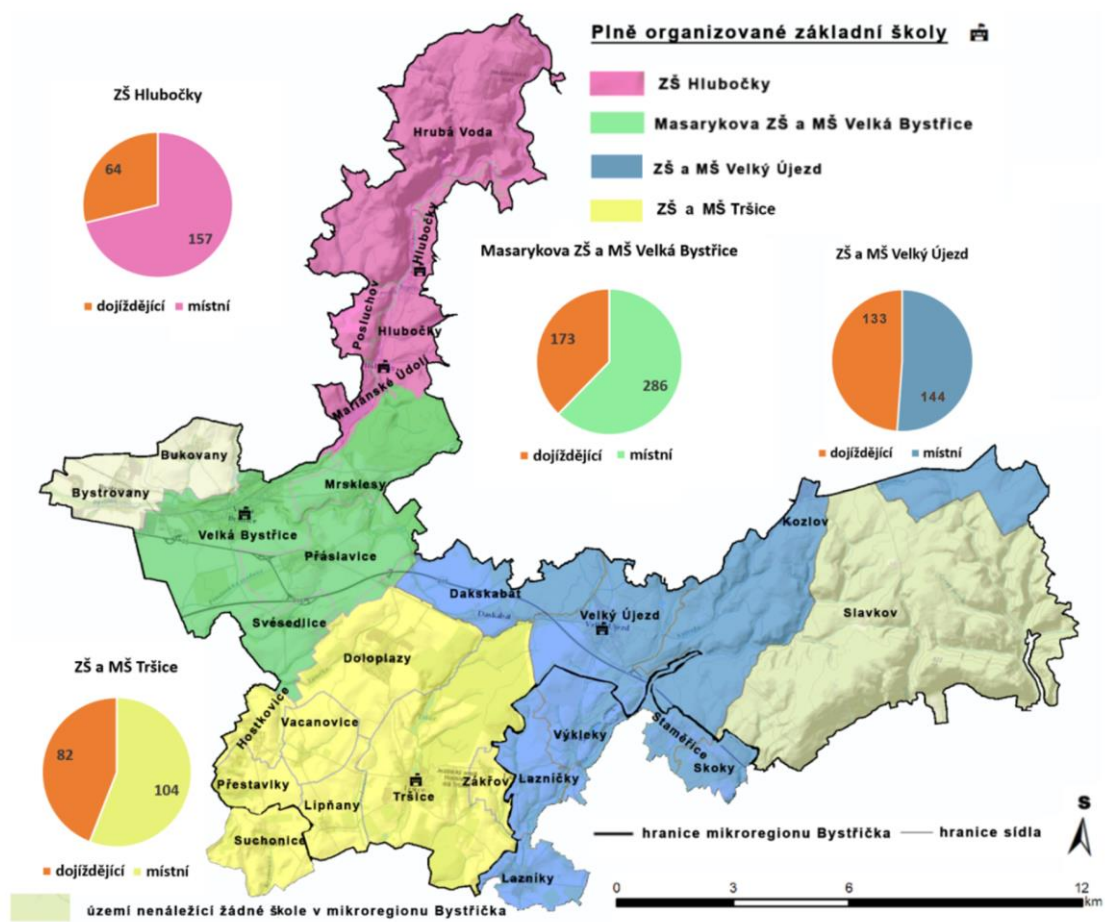 Plně organizované základní školy
ZŠ Hlubočky
Masarykova ZŠ a MŠ Velká Bystřice
ZŠ a MŠ Velký Újezd
ZŠ a MŠ Tršice
ZŠ Hlubočky
64
157
dojíždějící místní
Masarykova ZŠ a MŠ Velká Bystřice
173
286
dojíždějící místní
ZŠ a MŠ Velký Újezd
133
144
dojíždějící místní
Hrubá Voda
Hlubočky
Posluchov
Hlubočky
Mariánské Údolí
Bukovany
Bystrovany
Mrsklesy
Velká Bystřice
Přáslavice
Svésedlice
Kozlov
Dakskabát
Daskabát
Velký Újezd
Slavkov
ZŠ a MŠ Tršice
82
104
dojíždějící místní
Doloplazy
Hostkovice
Vacanovice
Výkleky
Staměřice
Skoky
Přestavlky
Lipňany
Tršice
Zákřov
Lazničky
Suchonice
Lazníky
hranice mikroregionu Bystřička hranice sídla
S
0 3 6 12
km
území nenáležící žádné škole v mikroregionu Bystřička